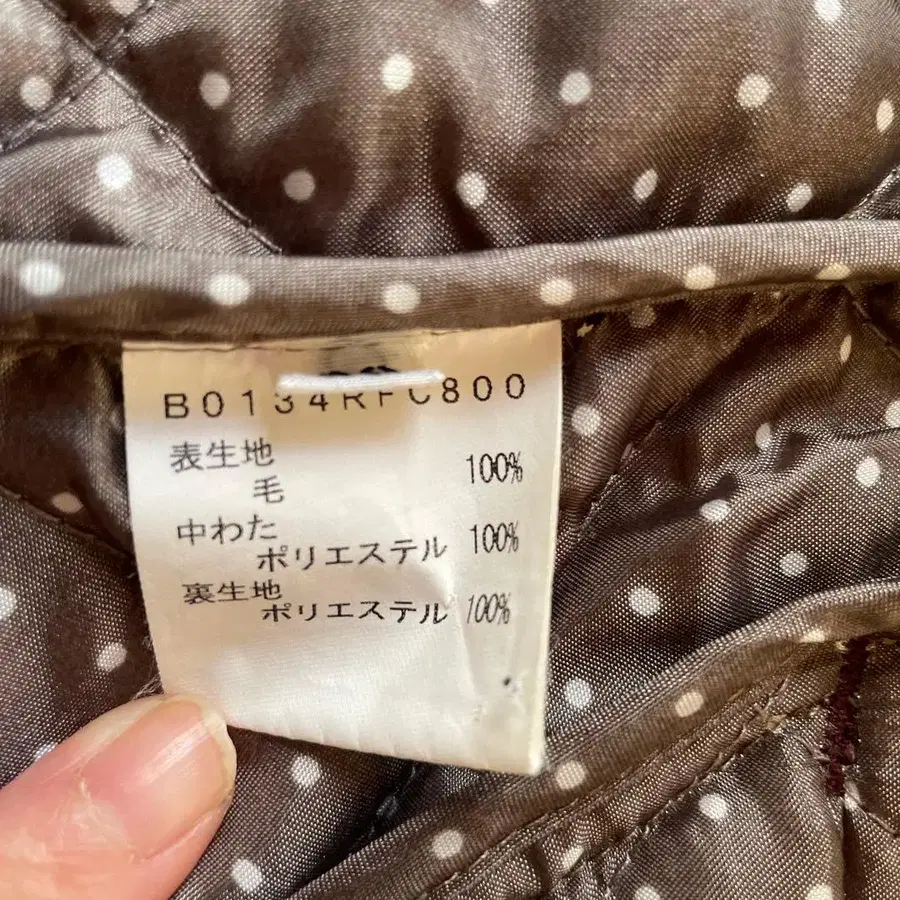 B0134RFC800
表生地
毛 100%
中わた
ポリエステル 100%
裏生地
ポリエステル 100%